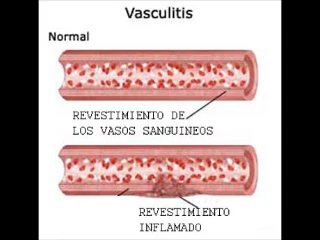 Vasculitis
Normal
REVESTIMIENTO DE
LOS VASOS SANGUINEOS
REVESTIMIENTO
INFLAMADO